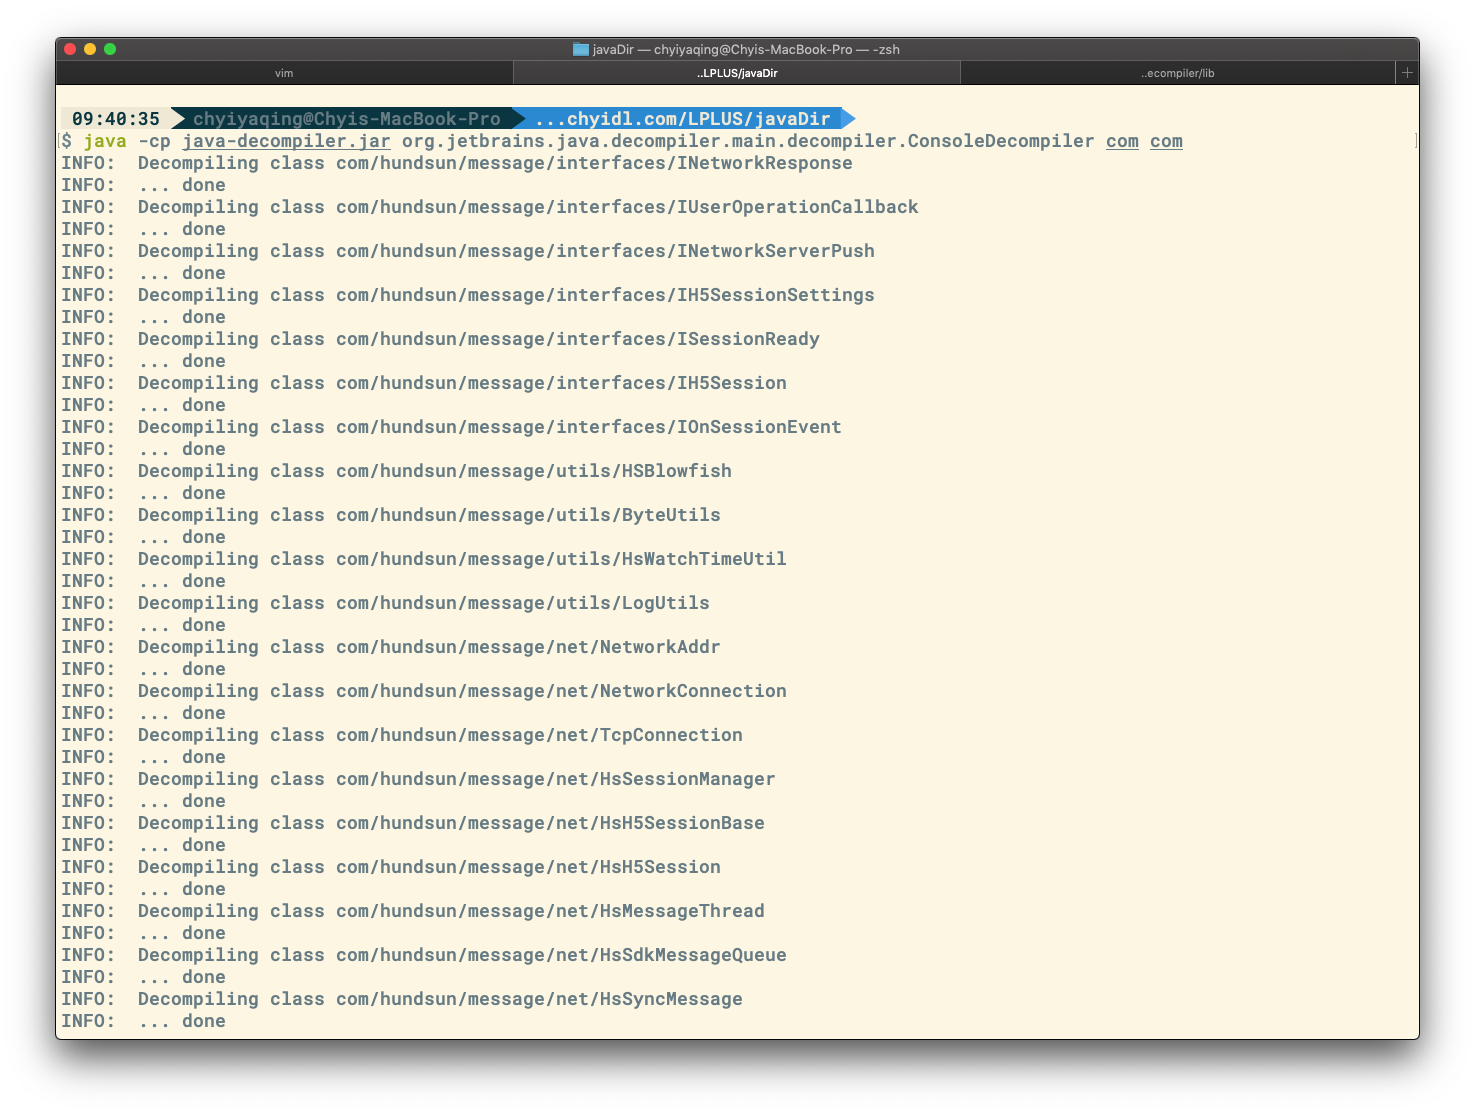 javaDir — chyiyaqing@Chyis-MacBook-Pro — -zsh
vim ..LPLUS/javaDir ..ecompiler/lib +
09:40:35 chyiyaqing@Chyis-MacBook-Pro ...chyidl.com/LPLUS/javaDir
$ java -cp java-decompiler.jar org.jetbrains.java.decompiler.main.decompiler.ConsoleDecompiler com com
INFO:  Decompiling class com/hundsun/message/interfaces/INetworkResponse
INFO:  ... done
INFO:  Decompiling class com/hundsun/message/interfaces/IUserOperationCallback
INFO:  ... done
INFO:  Decompiling class com/hundsun/message/interfaces/INetworkServerPush
INFO:  ... done
INFO:  Decompiling class com/hundsun/message/interfaces/IH5SessionSettings
INFO:  ... done
INFO:  Decompiling class com/hundsun/message/interfaces/ISessionReady
INFO:  ... done
INFO:  Decompiling class com/hundsun/message/interfaces/IH5Session
INFO:  ... done
INFO:  Decompiling class com/hundsun/message/interfaces/IOnSessionEvent
INFO:  ... done
INFO:  Decompiling class com/hundsun/message/utils/HSBlowfish
INFO:  ... done
INFO:  Decompiling class com/hundsun/message/utils/ByteUtils
INFO:  ... done
INFO:  Decompiling class com/hundsun/message/utils/HsWatchTimeUtil
INFO:  ... done
INFO:  Decompiling class com/hundsun/message/utils/LogUtils
INFO:  ... done
INFO:  Decompiling class com/hundsun/message/net/NetworkAddr
INFO:  ... done
INFO:  Decompiling class com/hundsun/message/net/NetworkConnection
INFO:  ... done
INFO:  Decompiling class com/hundsun/message/net/TcpConnection
INFO:  ... done
INFO:  Decompiling class com/hundsun/message/net/HsSessionManager
INFO:  ... done
INFO:  Decompiling class com/hundsun/message/net/HsH5SessionBase
INFO:  ... done
INFO:  Decompiling class com/hundsun/message/net/HsH5Session
INFO:  ... done
INFO:  Decompiling class com/hundsun/message/net/HsMessageThread
INFO:  ... done
INFO:  Decompiling class com/hundsun/message/net/HsSdkMessageQueue
INFO:  ... done
INFO:  Decompiling class com/hundsun/message/net/HsSyncMessage
INFO:  ... done